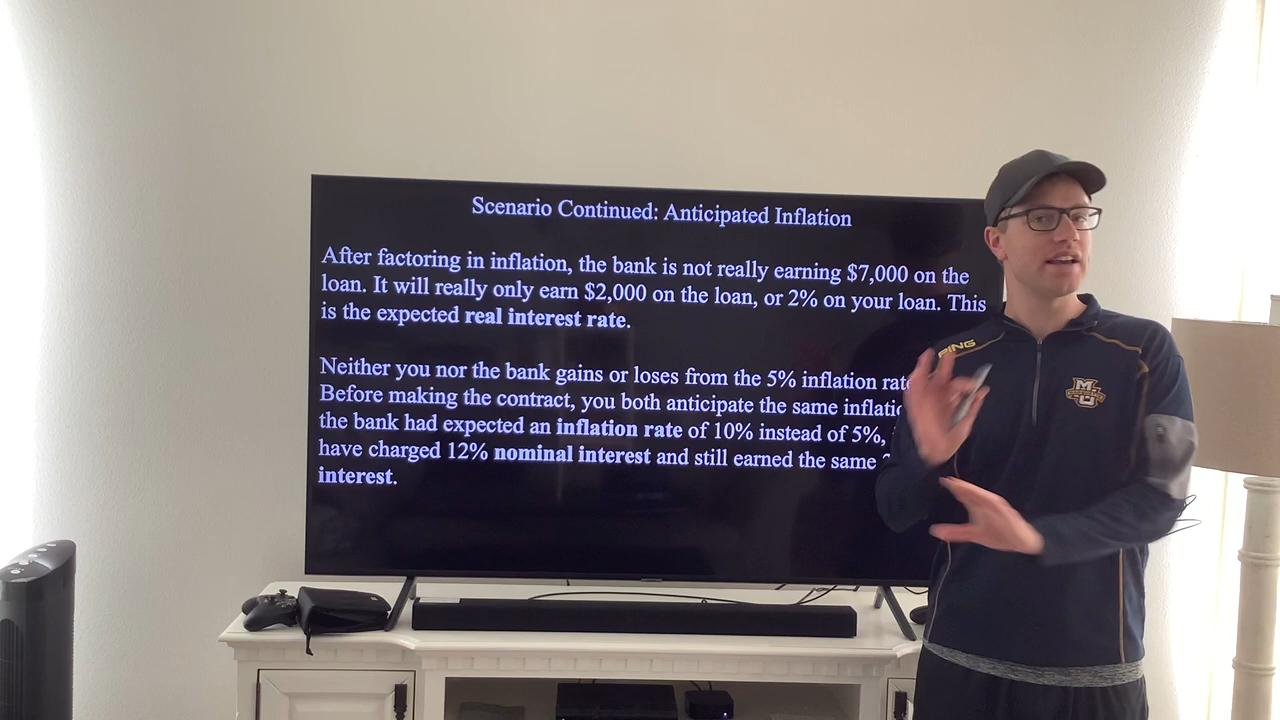 Scenario Continued: Anticipated Inflation
After factoring in inflation, the bank is not really earning $7,000 on the
loan. It will really only earn $2,000 on the loan, or 2% on your loan. This
is the expected real interest rate.
Neither you nor the bank gains or loses from the 5% inflation
Before making the contract, you both anticipate the same
the bank had expected an inflation rate of 10% instead of 5%,
have charged 12% nominal interest and still earned the same
interest.
PING
MU